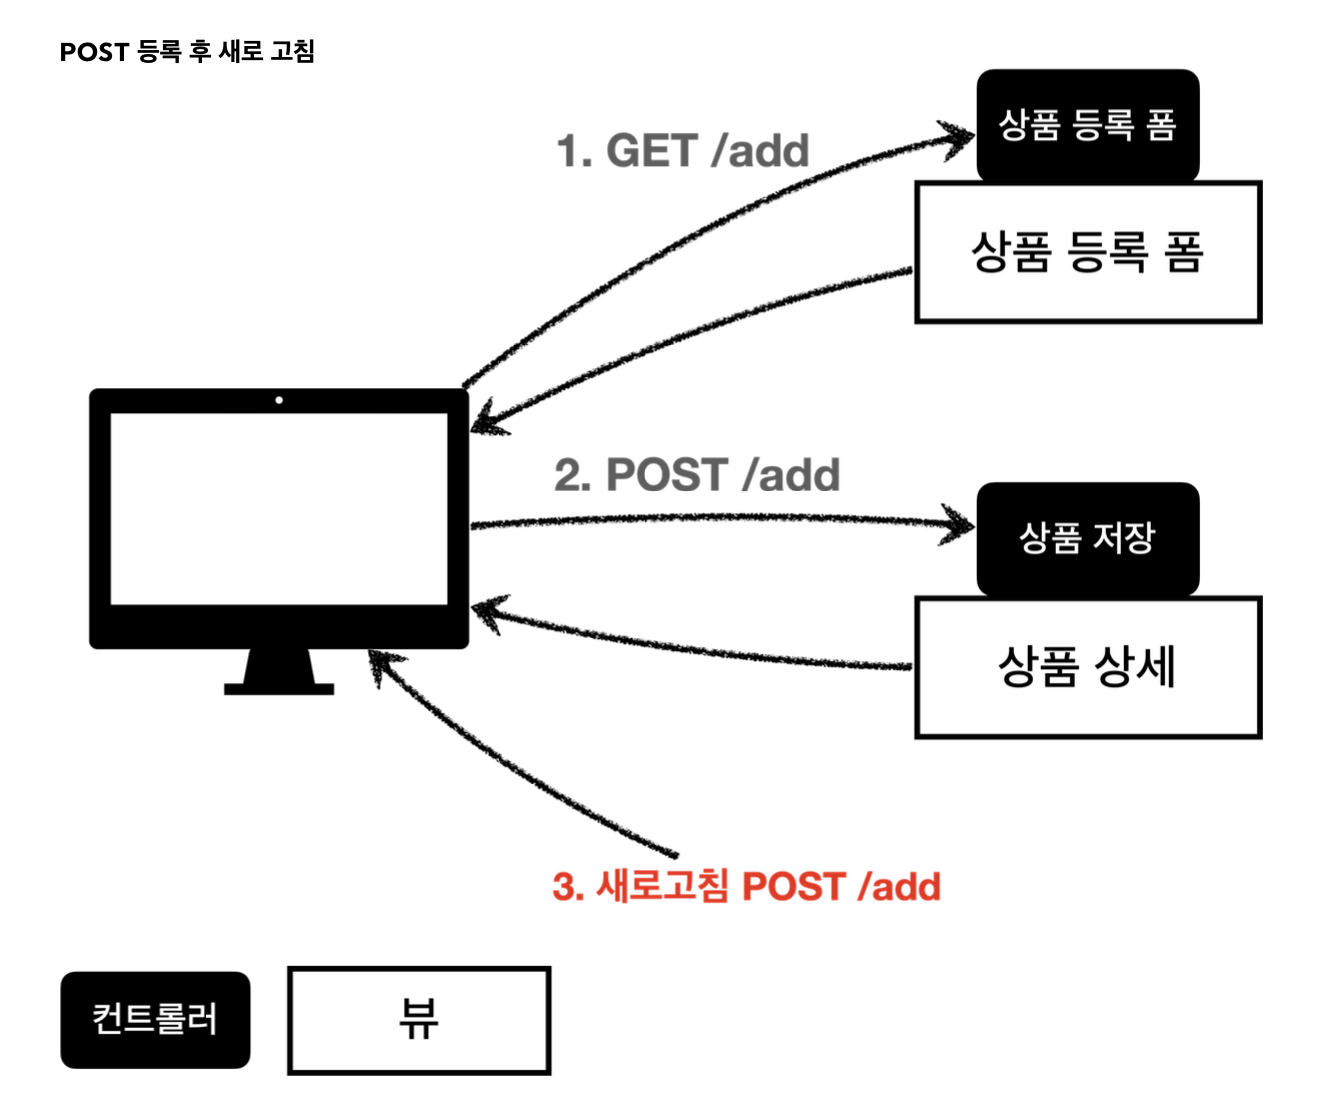 POST 등록 후 새로 고침
1. GET /add
상품 등록 폼
상품 등록 폼
2. POST /add
상품 저장
상품 상세
3. 새로고침 POST /add
컨트롤러
뷰